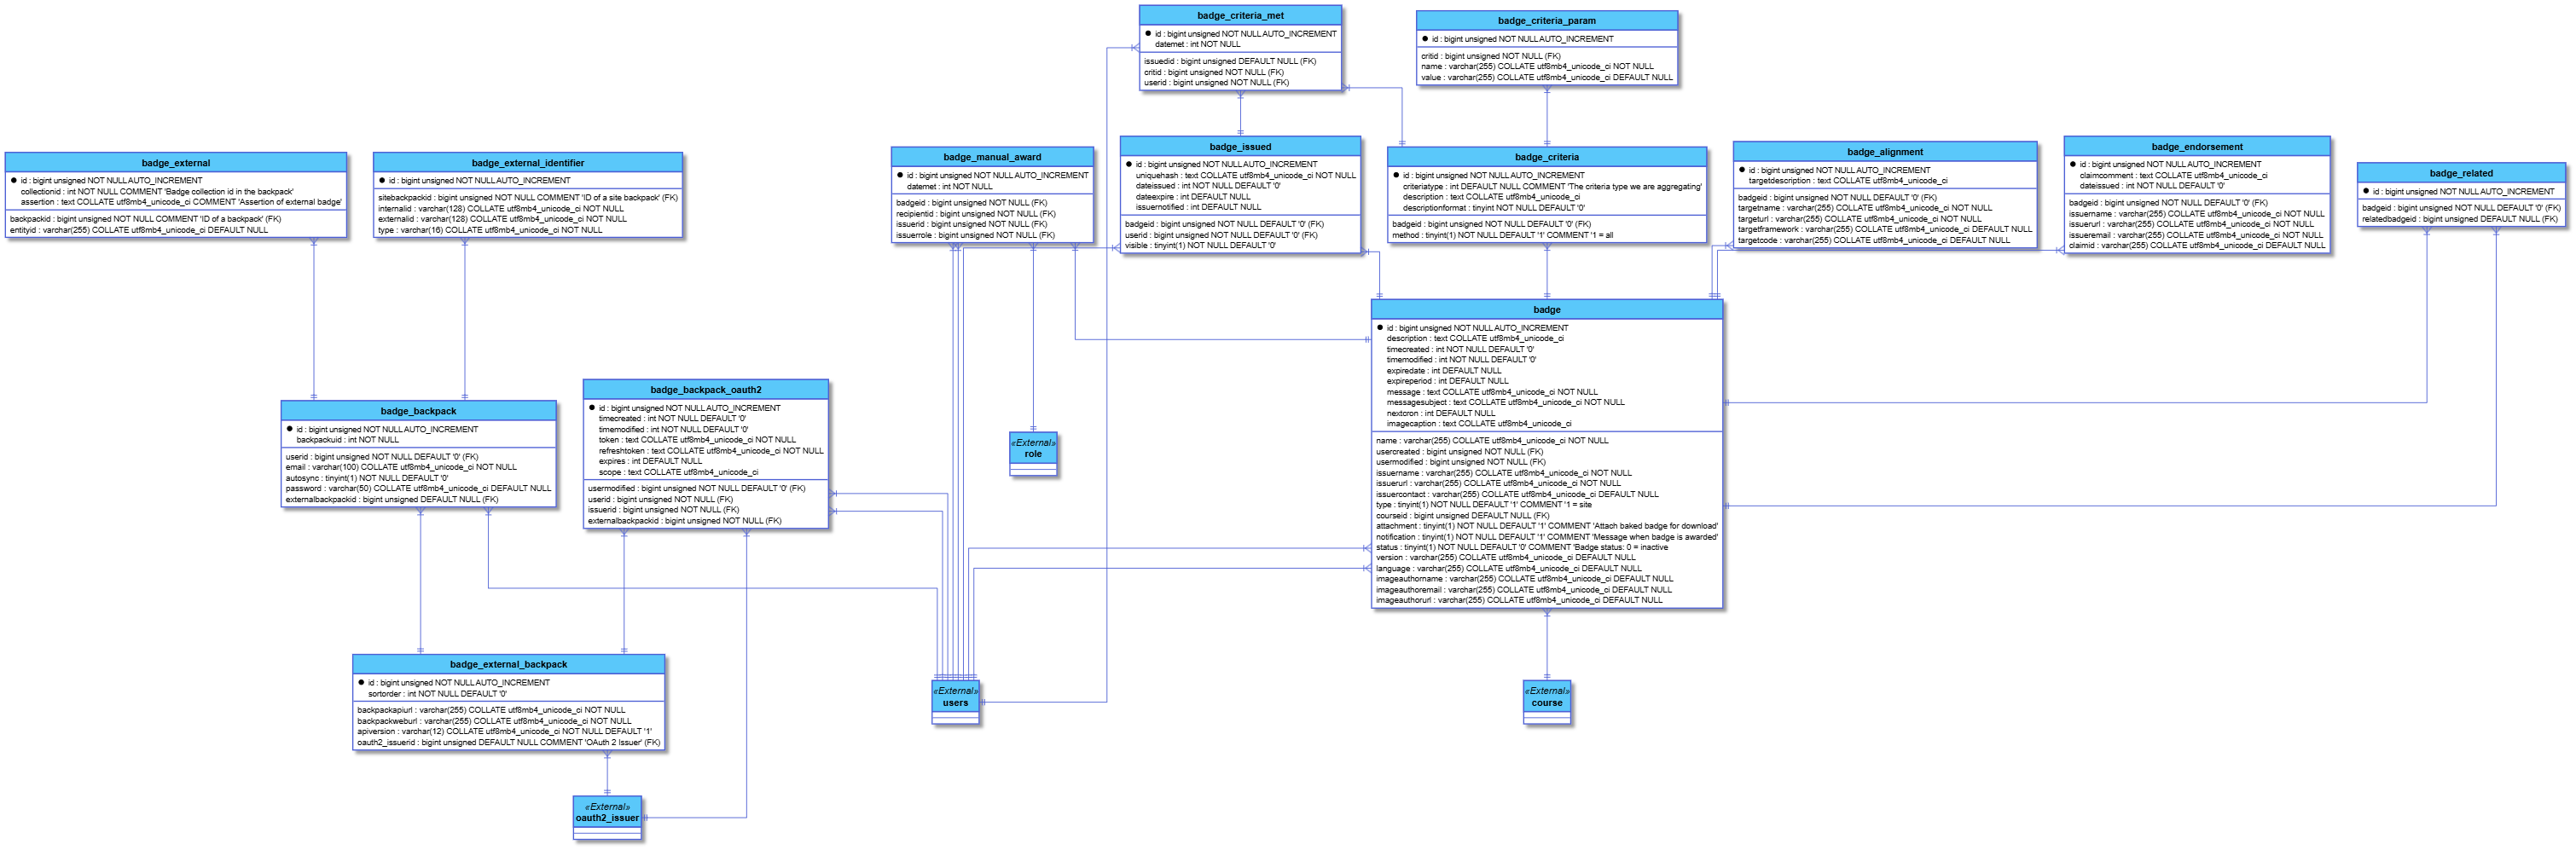 badge_criteria_met
id : bigint unsigned NOT NULL AUTO_INCREMENT
datemet : int NOT NULL
issuedid : bigint unsigned DEFAULT NULL (FK)
critid : bigint unsigned NOT NULL (FK)
userid : bigint unsigned NOT NULL (FK)
badge_criteria_param
id : bigint unsigned NOT NULL AUTO_INCREMENT
critid : bigint unsigned NOT NULL (FK)
name : varchar(255) COLLATE utf8mb4_unicode_ci NOT NULL
value : varchar(255) COLLATE utf8mb4_unicode_ci DEFAULT NULL
badge_external
id : bigint unsigned NOT NULL AUTO_INCREMENT
collectionid : int NOT NULL COMMENT 'Badge collection id in the backpack'
assertion : text COLLATE utf8mb4_unicode_ci COMMENT 'Assertion of external badge'
backpackid : bigint unsigned NOT NULL COMMENT 'ID of a backpack' (FK)
entityid : varchar(255) COLLATE utf8mb4_unicode_ci DEFAULT NULL
badge_external_identifier
id : bigint unsigned NOT NULL AUTO_INCREMENT
sitebackpackid : bigint unsigned NOT NULL COMMENT 'ID of a site backpack' (FK)
internalid : varchar(128) COLLATE utf8mb4_unicode_ci NOT NULL
externalid : varchar(128) COLLATE utf8mb4_unicode_ci NOT NULL
type : varchar(16) COLLATE utf8mb4_unicode_ci NOT NULL
badge_manual_award
id : bigint unsigned NOT NULL AUTO_INCREMENT
datemet : int NOT NULL
badgeid : bigint unsigned NOT NULL (FK)
recipientid : bigint unsigned NOT NULL (FK)
issuerid : bigint unsigned NOT NULL (FK)
issuerrole : bigint unsigned NOT NULL (FK)
badge_issued
id : bigint unsigned NOT NULL AUTO_INCREMENT
uniquehash : text COLLATE utf8mb4_unicode_ci NOT NULL
dateissued : int NOT NULL DEFAULT '0'
dateexpire : int DEFAULT NULL
issuernotified : int DEFAULT NULL
badgeid : bigint unsigned NOT NULL DEFAULT '0' (FK)
userid : bigint unsigned NOT NULL DEFAULT '0' (FK)
visible : tinyint(1) NOT NULL DEFAULT '0'
badge_criteria
id : bigint unsigned NOT NULL AUTO_INCREMENT
criteriatype : int DEFAULT NULL COMMENT 'The criteria type we are aggregating'
description : text COLLATE utf8mb4_unicode_ci
descriptionformat : tinyint NOT NULL DEFAULT '0'
badgeid : bigint unsigned NOT NULL DEFAULT '0' (FK)
method : tinyint(1) NOT NULL DEFAULT '1' COMMENT '1 = all
badge_alignment
id : bigint unsigned NOT NULL AUTO_INCREMENT
targetdescription : text COLLATE utf8mb4_unicode_ci
badgeid : bigint unsigned NOT NULL DEFAULT '0' (FK)
targetname : varchar(255) COLLATE utf8mb4_unicode_ci NOT NULL
targeturl : varchar(255) COLLATE utf8mb4_unicode_ci NOT NULL
targetframework : varchar(255) COLLATE utf8mb4_unicode_ci DEFAULT NULL
targetcode : varchar(255) COLLATE utf8mb4_unicode_ci DEFAULT NULL
badge_endorsement
id : bigint unsigned NOT NULL AUTO_INCREMENT
claimcomment : text COLLATE utf8mb4_unicode_ci
dateissued : int NOT NULL DEFAULT '0'
badgeid : bigint unsigned NOT NULL DEFAULT '0' (FK)
issuername : varchar(255) COLLATE utf8mb4_unicode_ci NOT NULL
issuerurl : varchar(255) COLLATE utf8mb4_unicode_ci NOT NULL
issueremail : varchar(255) COLLATE utf8mb4_unicode_ci NOT NULL
claimid : varchar(255) COLLATE utf8mb4_unicode_ci DEFAULT NULL
badge_related
id : bigint unsigned NOT NULL AUTO_INCREMENT
badgeid : bigint unsigned NOT NULL DEFAULT '0' (FK)
relatedbadgeid : bigint unsigned DEFAULT NULL (FK)
badge
id : bigint unsigned NOT NULL AUTO_INCREMENT
description : text COLLATE utf8mb4_unicode_ci
timecreated : int NOT NULL DEFAULT '0'
timemodified : int NOT NULL DEFAULT '0'
expiredate : int DEFAULT NULL
expireperiod : int DEFAULT NULL
message : text COLLATE utf8mb4_unicode_ci NOT NULL
messagesubject : text COLLATE utf8mb4_unicode_ci NOT NULL
nextcron : int DEFAULT NULL
imagecaption : text COLLATE utf8mb4_unicode_ci
name : varchar(255) COLLATE utf8mb4_unicode_ci NOT NULL
usercreated : bigint unsigned NOT NULL (FK)
usermodified : bigint unsigned NOT NULL (FK)
issuername : varchar(255) COLLATE utf8mb4_unicode_ci NOT NULL
issuerurl : varchar(255) COLLATE utf8mb4_unicode_ci NOT NULL
issuercontact : varchar(255) COLLATE utf8mb4_unicode_ci DEFAULT NULL
type : tinyint(1) NOT NULL DEFAULT '1' COMMENT '1 = site
courseid : bigint unsigned DEFAULT NULL (FK)
attachment : tinyint(1) NOT NULL DEFAULT '1' COMMENT 'Attach baked badge for download'
notification : tinyint(1) NOT NULL DEFAULT '1' COMMENT 'Message when badge is awarded'
status : tinyint(1) NOT NULL DEFAULT '0' COMMENT 'Badge status: 0 = inactive
version : varchar(255) COLLATE utf8mb4_unicode_ci DEFAULT NULL
language : varchar(255) COLLATE utf8mb4_unicode_ci DEFAULT NULL
imageauthorname : varchar(255) COLLATE utf8mb4_unicode_ci DEFAULT NULL
imageauthoremail : varchar(255) COLLATE utf8mb4_unicode_ci DEFAULT NULL
imageauthorurl : varchar(255) COLLATE utf8mb4_unicode_ci DEFAULT NULL
badge_backpack
id : bigint unsigned NOT NULL AUTO_INCREMENT
backpackuid : int NOT NULL
userid : bigint unsigned NOT NULL DEFAULT '0' (FK)
email : varchar(100) COLLATE utf8mb4_unicode_ci NOT NULL
autosync : tinyint(1) NOT NULL DEFAULT '0'
password : varchar(50) COLLATE utf8mb4_unicode_ci DEFAULT NULL
externalbackpackid : bigint unsigned DEFAULT NULL (FK)
badge_backpack_oauth2
id : bigint unsigned NOT NULL AUTO_INCREMENT
timecreated : int NOT NULL DEFAULT '0'
timemodified : int NOT NULL DEFAULT '0'
token : text COLLATE utf8mb4_unicode_ci NOT NULL
refreshtoken : text COLLATE utf8mb4_unicode_ci NOT NULL
expires : int DEFAULT NULL
scope : text COLLATE utf8mb4_unicode_ci
usermodified : bigint unsigned NOT NULL DEFAULT '0' (FK)
userid : bigint unsigned NOT NULL (FK)
issuerid : bigint unsigned NOT NULL (FK)
externalbackpackid : bigint unsigned NOT NULL (FK)
«External»
role
badge_external_backpack
id : bigint unsigned NOT NULL AUTO_INCREMENT
sortorder : int NOT NULL DEFAULT '0'
backpackapiurl : varchar(255) COLLATE utf8mb4_unicode_ci NOT NULL
backpackweburl : varchar(255) COLLATE utf8mb4_unicode_ci NOT NULL
apiversion : varchar(12) COLLATE utf8mb4_unicode_ci NOT NULL DEFAULT '1'
oauth2_issuerid : bigint unsigned DEFAULT NULL COMMENT 'OAuth 2 Issuer' (FK)
«External»
users
«External»
course
«External»
oauth2_issuer